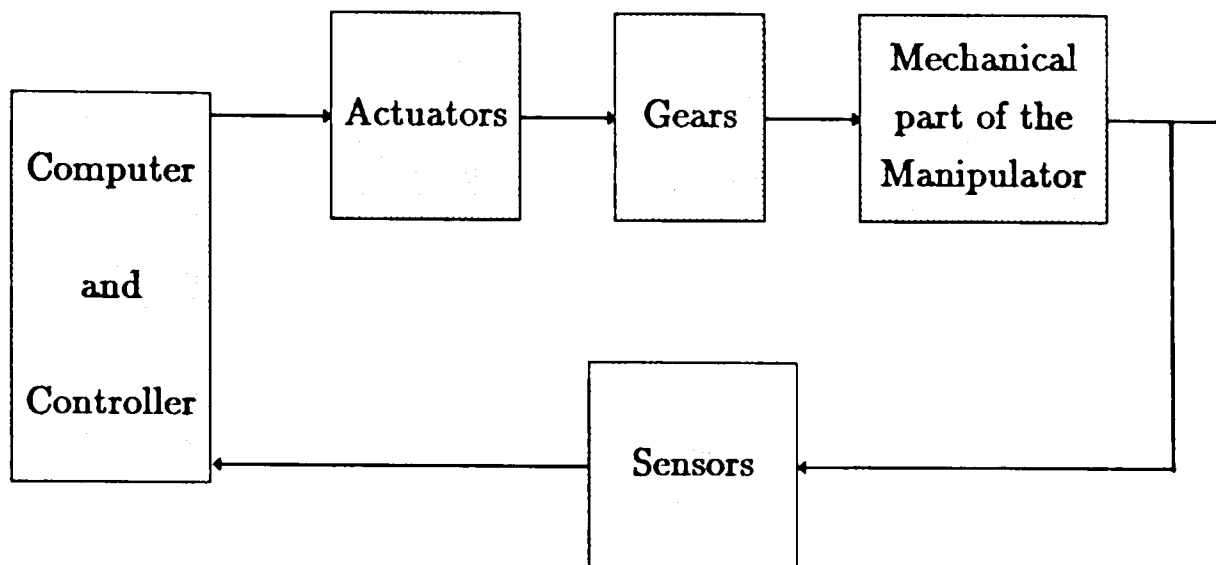 Computer
and
Controller
Actuators
Gears
Mechanical
part of the
Manipulator
Sensors